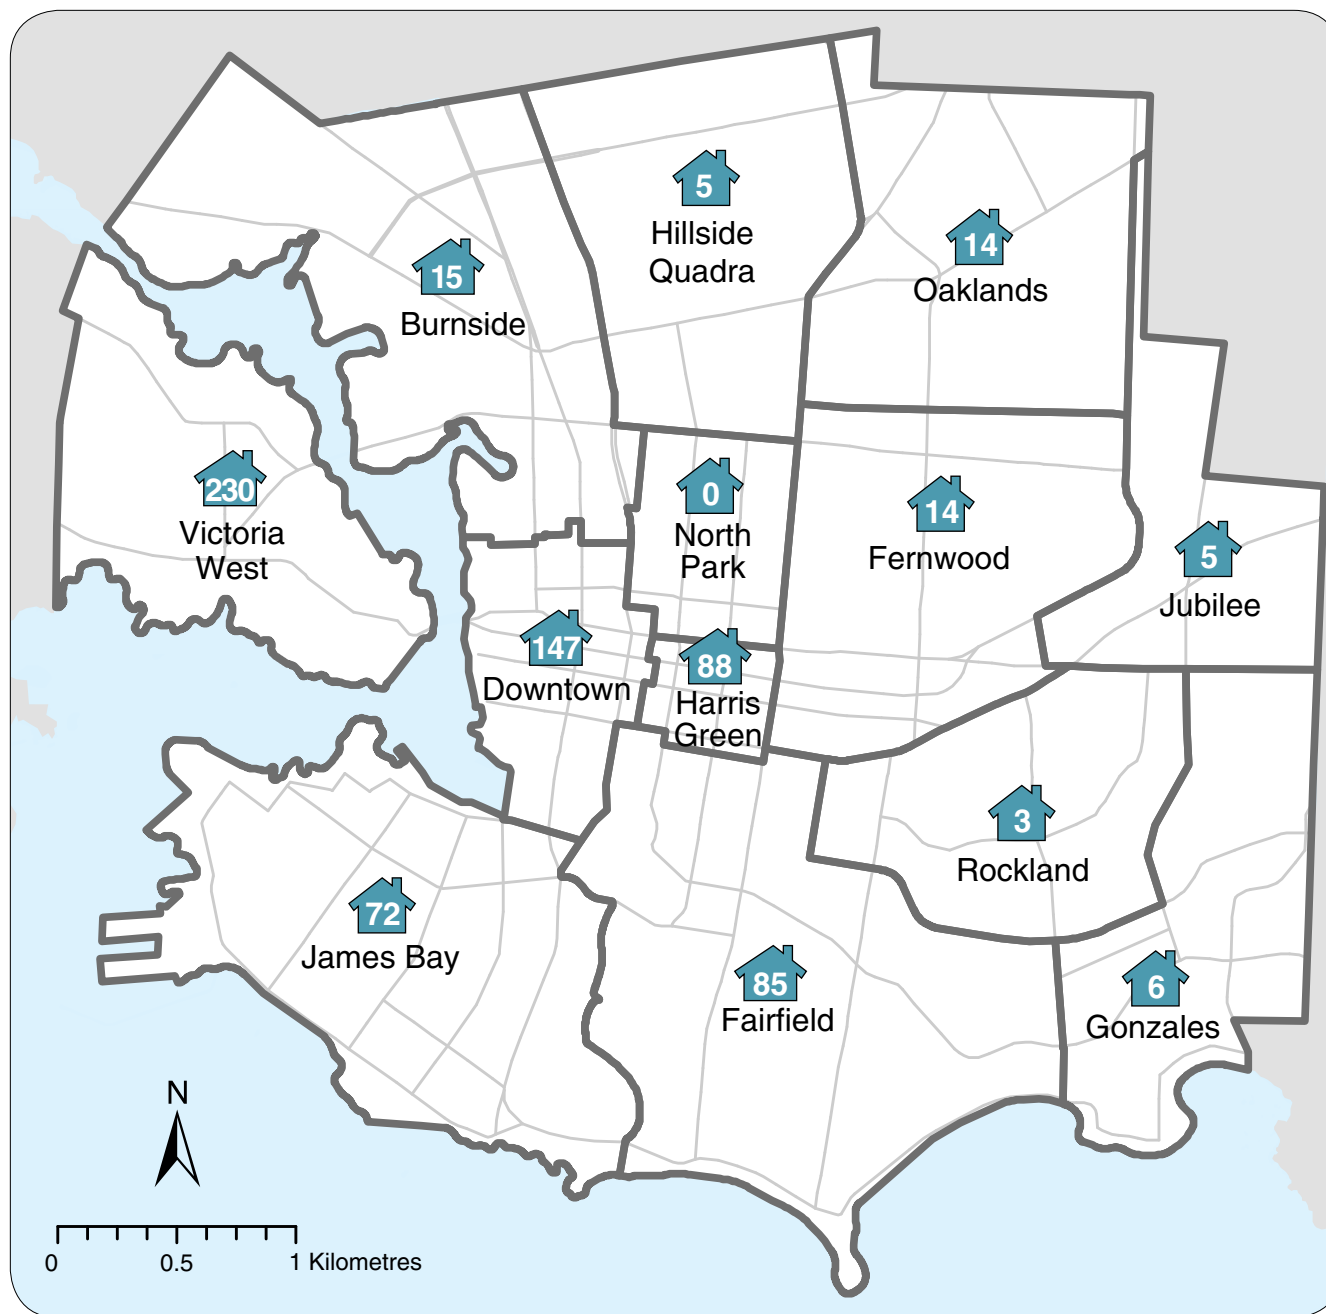 5
Hillside
Quadra
14
Oaklands
15
Burnside
230
Victoria
West
0
North
Park
14
Fernwood
5
Jubilee
147
Downtown
88
Harris
Green
3
Rockland
72
James Bay
85
Fairfield
6
Gonzales
N
0 0.5 1 Kilometres